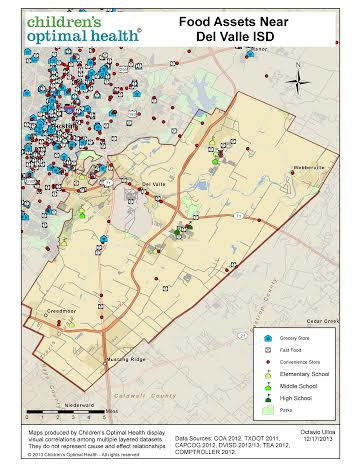 children's
optimal health©
Food Assets Near
Del Valle ISD
Manor
N
Webberville
Del Valle
71
71
Creedmoor
Mustang Ridge
Bastrop County
Cedar Creek
Caldwell County
Niederwald
Miles
Grocery Store
Fast Food
Convenience Store
Elementary School
Middle School
High School
Parks
Maps produced by Children's Optimal Health display
visual correlations among multiple layered datasets.
They do not represent cause and effect relationships.
© 2013 Children's Optimal Health - All rights reserved.
Data Sources: COA 2012, TXDOT 2011,
CAPCOG 2012, DVISD 2012/13, TEA 2012,
COMPTROLLER 2012.
Octavio Ulloa
12/17/2013